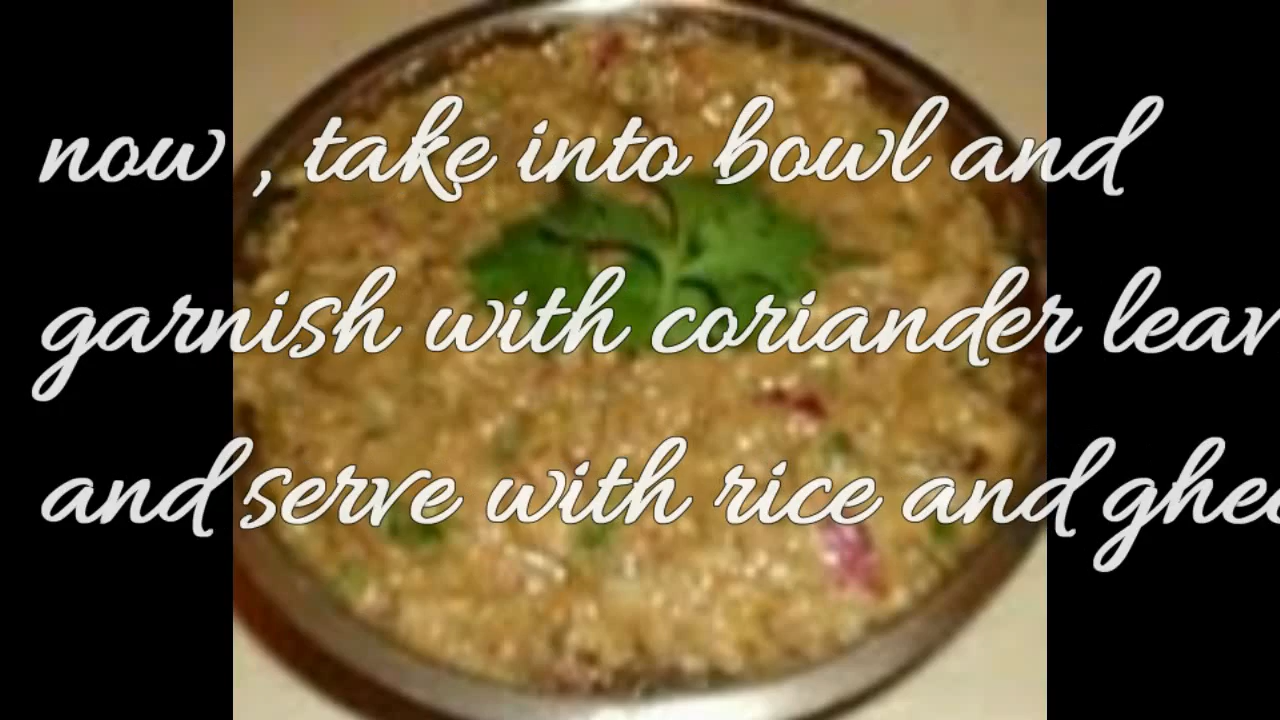 now , take into bowl and
garnish with coriander leav
and serve with rice and ghee